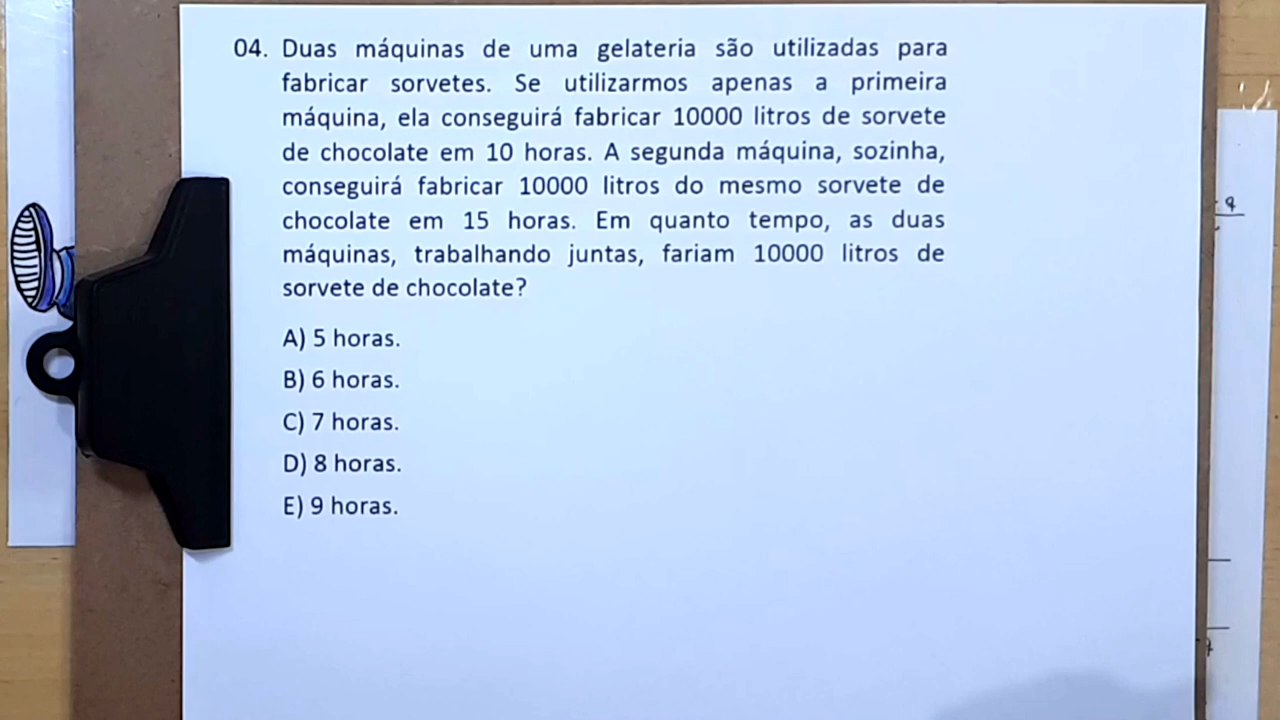 04. Duas máquinas de uma gelateria são utilizadas para
fabricar sorvetes. Se utilizarmos apenas a primeira
máquina, ela conseguirá fabricar 10000 litros de sorvete
de chocolate em 10 horas. A segunda máquina, sozinha,
conseguirá fabricar 10000 litros do mesmo sorvete de
chocolate em 15 horas. Em quanto tempo, as duas
máquinas, trabalhando juntas, fariam 10000 litros de
sorvete de chocolate?
A) 5 horas.
B) 6 horas.
C) 7 horas.
D) 8 horas.
E) 9 horas.